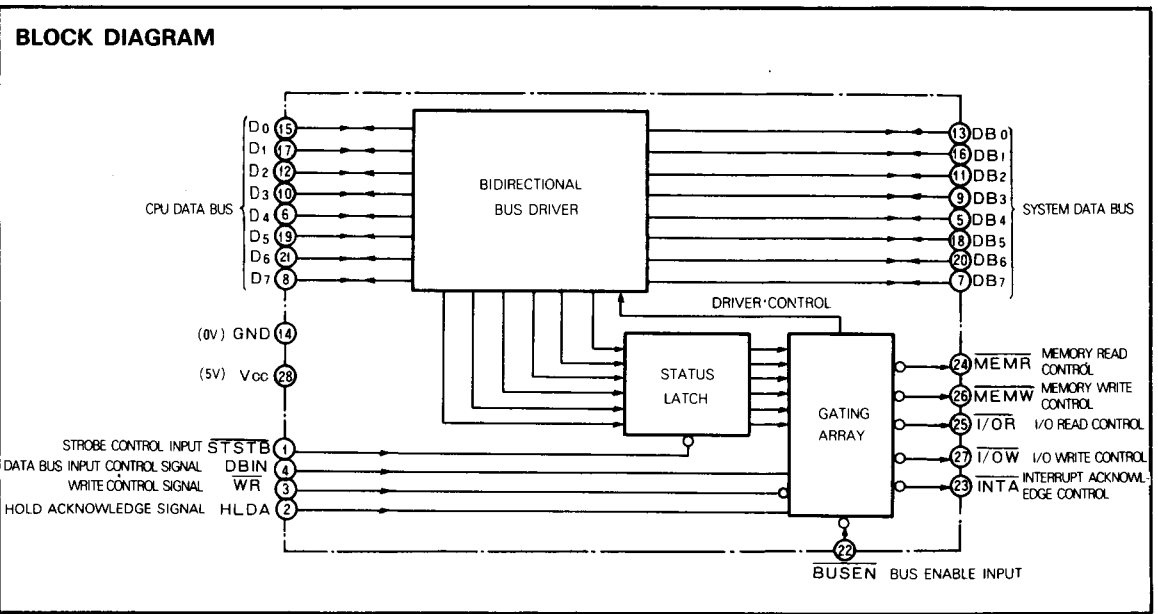 BLOCK DIAGRAM
CPU DATA BUS
D0 15
D1 17
D2 12
D3 10
D4 6
D5 19
D6 21
D7 8
BIDIRECTIONAL
BUS DRIVER
13 DB0
16 DB1
11 DB2
9 DB3
5 DB4
18 DB5
20 DB6
7 DB7
SYSTEM DATA BUS
(0V) GND 14
(5V) VCC 28
DRIVER CONTROL
STATUS
LATCH
GATING
ARRAY
24 MEMR MEMORY READ
CONTROL
26 MEMW MEMORY WRITE
CONTROL
25 I/OR I/O READ CONTROL
27 I/OW I/O WRITE CONTROL
23 INTA INTERRUPT ACKNOWL-
EDGE CONTROL
STROBE CONTROL INPUT STSTB 1
DATA BUS INPUT CONTROL SIGNAL DBIN 4
WRITE CONTROL SIGNAL WR 3
HOLD ACKNOWLEDGE SIGNAL HLDA 2
22
BUSEN BUS ENABLE INPUT